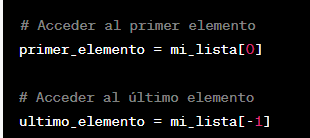 # Acceder al primer elemento
primer_elemento = mi_lista[0]
# Acceder al último elemento
ultimo_elemento = mi_lista[-1]